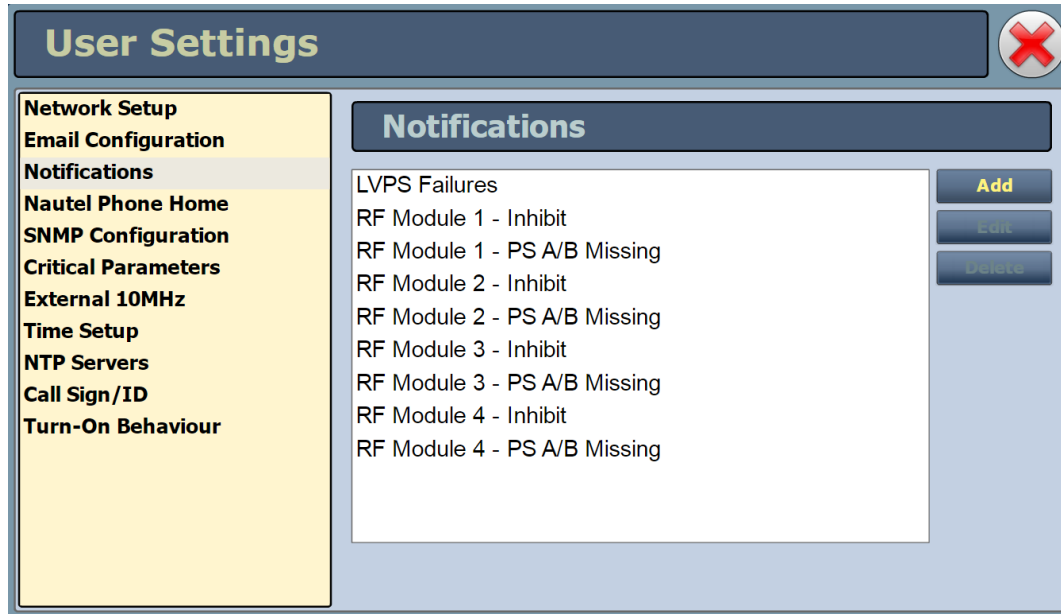 User Settings
Network Setup
Email Configuration
Notifications
Nautel Phone Home
SNMP Configuration
Critical Parameters
External 10MHz
Time Setup
NTP Servers
Call Sign/ID
Turn-On Behaviour
Notifications
LVPS Failures
RF Module 1 - Inhibit
RF Module 1 - PS A/B Missing
RF Module 2 - Inhibit
RF Module 2 - PS A/B Missing
RF Module 3 - Inhibit
RF Module 3 - PS A/B Missing
RF Module 4 - Inhibit
RF Module 4 - PS A/B Missing
Add
Edit
Delete